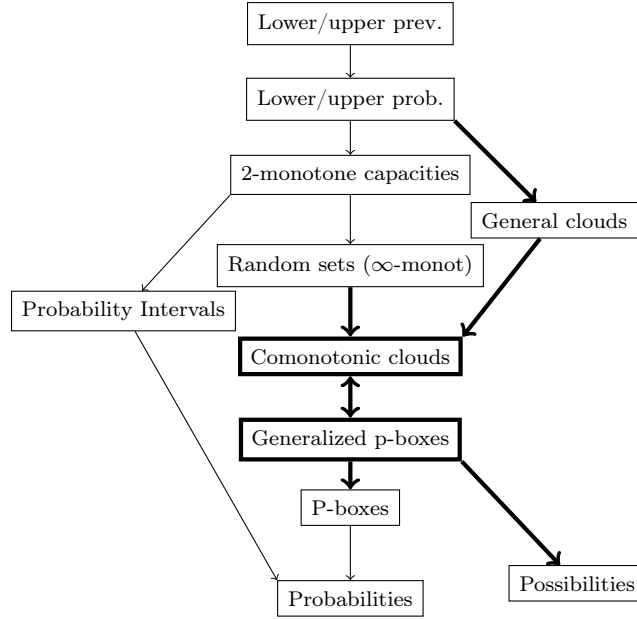 Lower/upper prev.
Lower/upper prob.
2-monotone capacities
General clouds
Random sets (∞-monot)
Probability Intervals
Comonotonic clouds
Generalized p-boxes
P-boxes
Possibilities
Probabilities